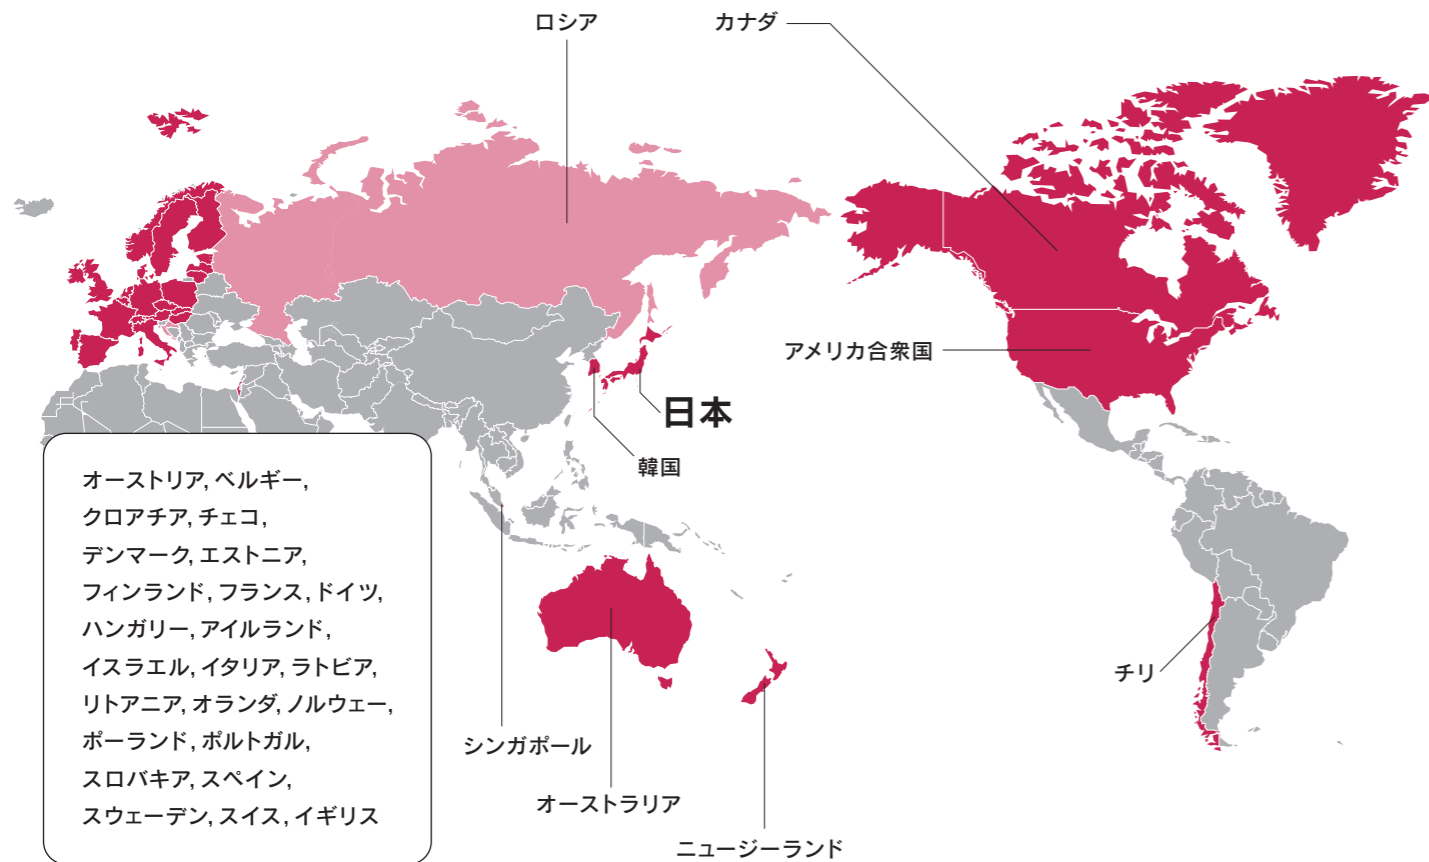 ロシア
カナダ
アメリカ合衆国
日本
韓国
オーストリア, ベルギー,
クロアチア, チェコ,
デンマーク, エストニア,
フィンランド, フランス, ドイツ,
ハンガリー, アイルランド,
イスラエル, イタリア, ラトビア,
リトアニア, オランダ, ノルウェー,
ポーランド, ポルトガル,
スロバキア, スペイン,
スウェーデン, スイス, イギリス
チリ
シンガポール
オーストラリア
ニュージーランド